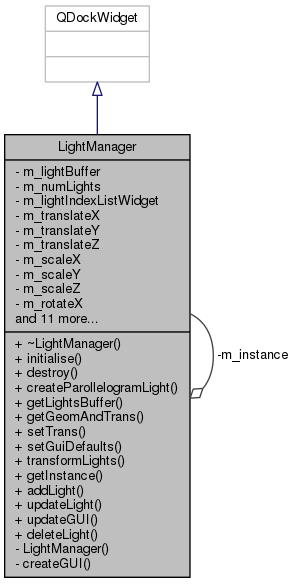 QDockWidget
LightManager
- m_lightBuffer
- m_numLights
- m_lightIndexListWidget
- m_translateX
- m_translateY
- m_translateZ
- m_scaleX
- m_scaleY
- m_scaleZ
- m_rotateX
and 11 more...
+ ~LightManager()
+ initialise()
+ destroy()
+ createParollelogramLight()
+ getLightsBuffer()
+ getGeomAndTrans()
+ setTrans()
+ setGuiDefaults()
+ transformLights()
+ getInstance()
+ addLight()
+ updateLight()
+ updateGUI()
+ deleteLight()
- LightManager()
- createGUI()
-m_instance